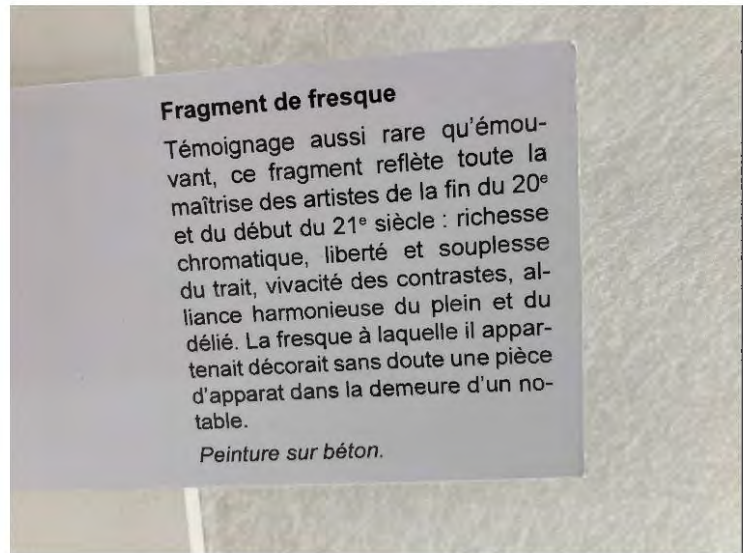 Fragment de fresque
Témoignage aussi rare qu'émou-
vant, ce fragment reflète toute la
maîtrise des artistes de la fin du 20e
et du début du 21e siècle : richesse
chromatique, liberté et souplesse
du trait, vivacité des contrastes, al-
liance harmonieuse du plein et du
délié. La fresque à laquelle il appar-
tenait décorait sans doute une pièce
d'apparat dans la demeure d'un no-
table.
Peinture sur béton.